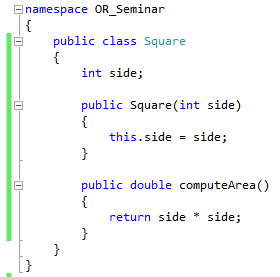 namespace OR_Seminar
{
    public class Square
    {
        int side;

        public Square(int side)
        {
            this.side = side;
        }

        public double computeArea()
        {
            return side * side;
        }
    }
}